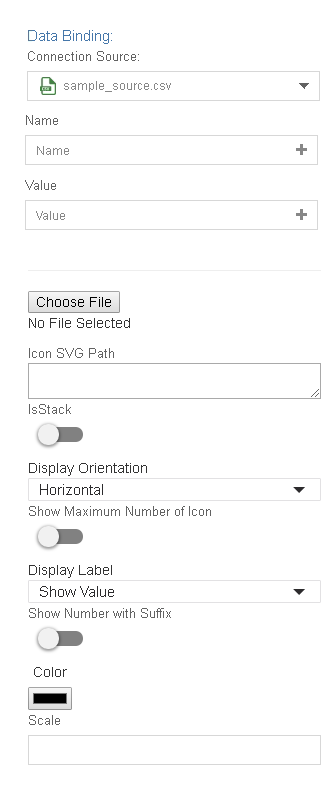 Data Binding:
Connection Source:
sample_source.csv
Name
Name
Value
Value
Choose File
No File Selected
Icon SVG Path
IsStack
Display Orientation
Horizontal
Show Maximum Number of Icon
Display Label
Show Value
Show Number with Suffix
Color
Scale